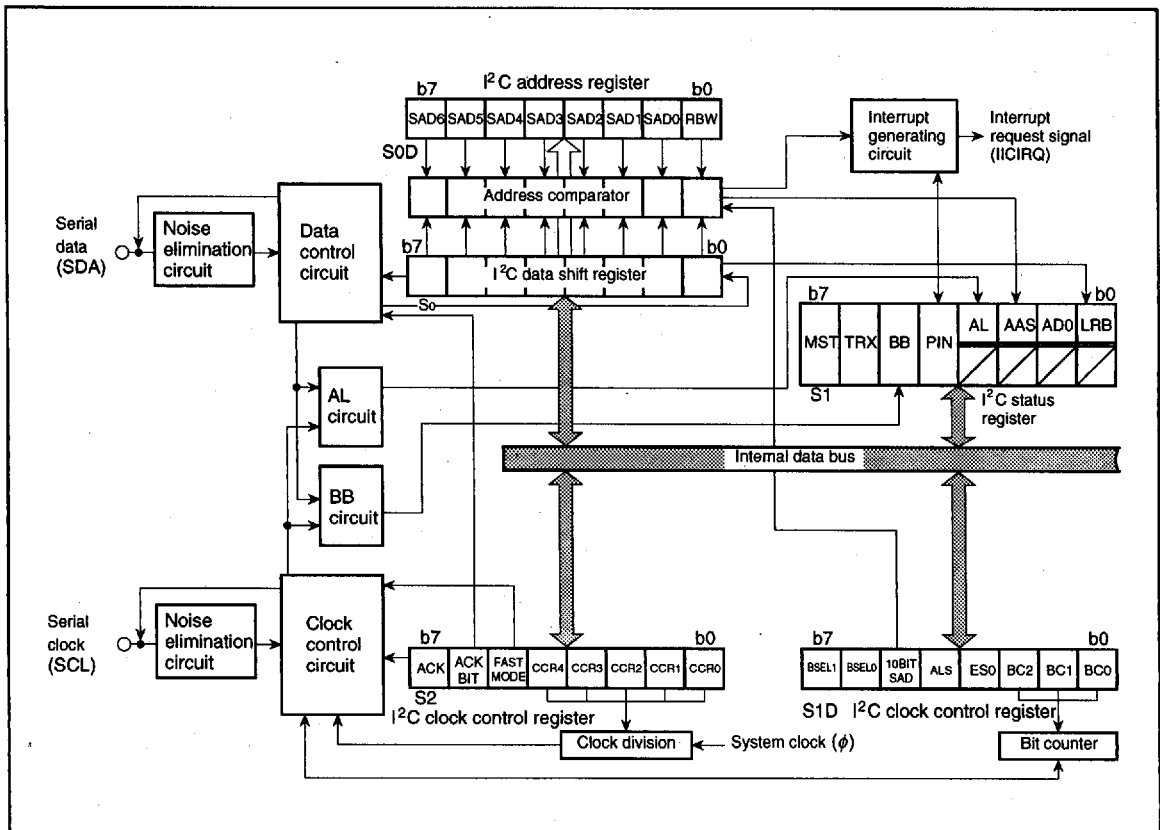 I²C address register
b7 b0
SAD6 SAD5 SAD4 SAD3 SAD2 SAD1 SAD0 RBW
S0D
Address comparator
b7 b0
I²C data shift register
S0
Interrupt
generating
circuit
Interrupt
request signal
(IICIRQ)
Serial
data
(SDA)
Noise
elimination
circuit
Data
control
circuit
b7 b0
MST TRX BB PIN AL AAS AD0 LRB
S1
I²C status
register
AL
circuit
Internal data bus
BB
circuit
Serial
clock
(SCL)
Noise
elimination
circuit
Clock
control
circuit
b7 b0
ACK ACK BIT FAST MODE CCR4 CCR3 CCR2 CCR1 CCR0
S2
I²C clock control register
Clock division
System clock (ϕ)
b7 b0
BSEL1 BSEL0 10BIT SAD ALS ES0 BC2 BC1 BC0
S1D I²C clock control register
Bit counter